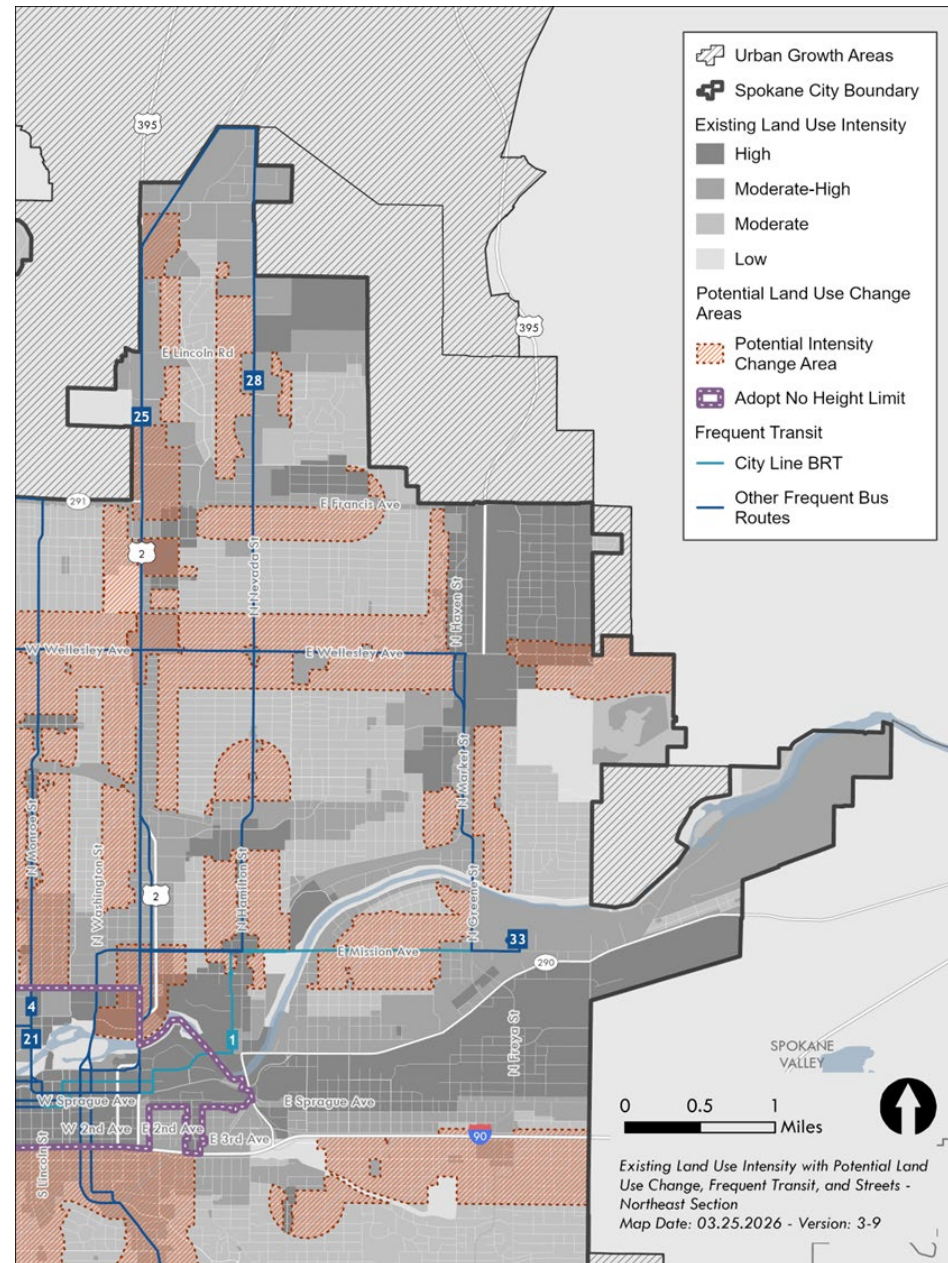 Urban Growth Areas
Spokane City Boundary
Existing Land Use Intensity
High
Moderate-High
Moderate
Low
Potential Land Use Change
Areas
Potential Intensity
Change Area
Adopt No Height Limit
Frequent Transit
City Line BRT
Other Frequent Bus
Routes
395
395
E Lincoln Rd
28
25
291
E Francis Ave
2
N Nevada St
N Haven St
W Wellesley Ave
E Wellesley Ave
N Monroe St
N Washington St
N Market St
2
N Hamilton St
N Greene St
33
E Mission Ave
290
4
21
1
N Freya St
SPOKANE
VALLEY
W Sprague Ave
E Sprague Ave
W 2nd Ave
E 2nd Ave
E 3rd Ave
90
S Lincoln St
0 0.5 1
Miles
Existing Land Use Intensity with Potential Land
Use Change, Frequent Transit, and Streets -
Northeast Section
Map Date: 03.25.2026 - Version: 3-9